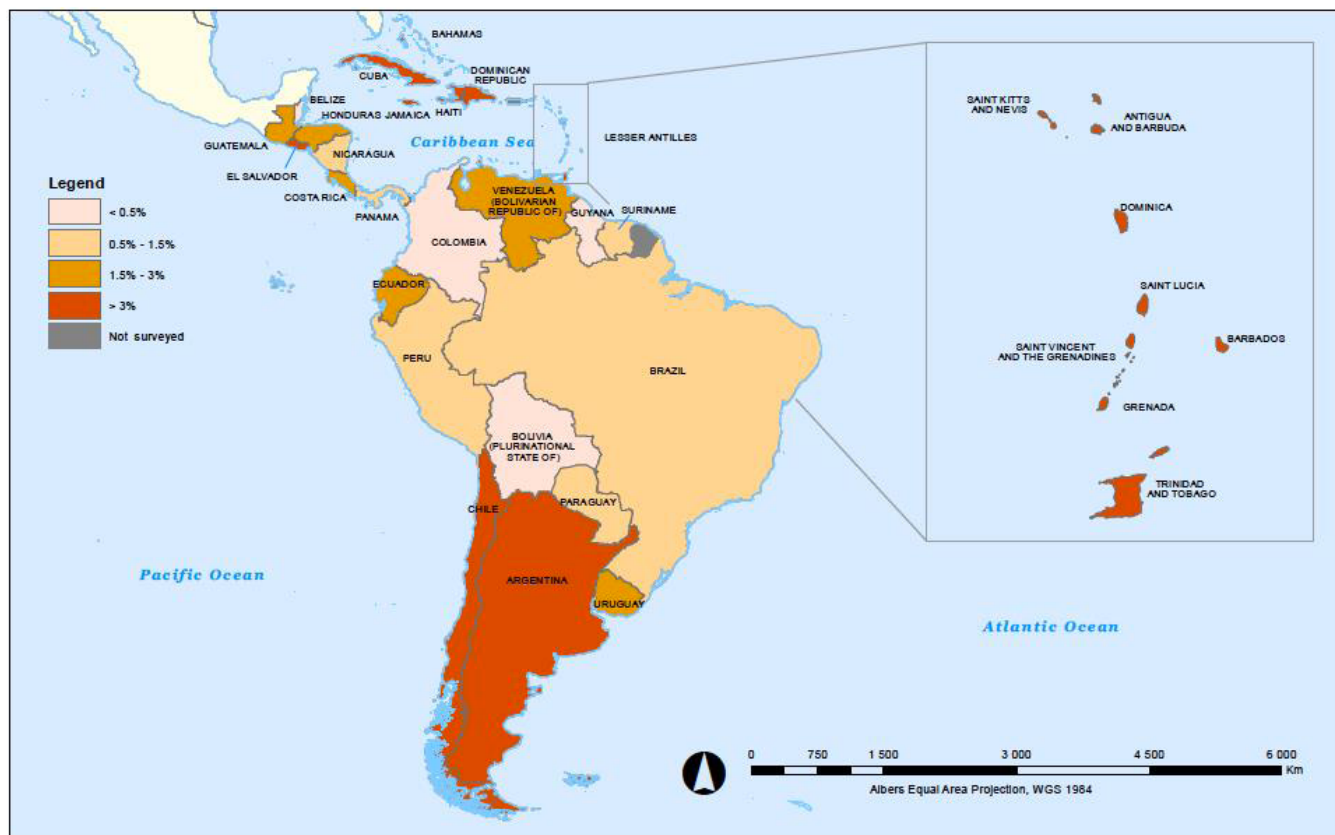 BAHAMAS
CUBA
DOMINICAN
REPUBLIC
BELIZE
HONDURAS
JAMAICA
HAITI
GUATEMALA
NICARAGUA
Caribbean Sea
LESSER ANTILLES
EL SALVADOR
COSTA RICA
PANAMA
VENEZUELA
(BOLIVARIAN
REPUBLIC OF)
GUYANA
SURINAME
COLOMBIA
ECUADOR
PERU
BRAZIL
BOLIVIA
(PLURINATIONAL
STATE OF)
PARAGUAY
CHILE
ARGENTINA
URUGUAY
Pacific Ocean
Atlantic Ocean
Legend
< 0.5%
0.5% - 1.5%
1.5% - 3%
> 3%
Not surveyed
SAINT KITTS
AND NEVIS
ANTIGUA
AND BARBUDA
DOMINICA
SAINT LUCIA
SAINT VINCENT
AND THE GRENADINES
BARBADOS
GRENADA
TRINIDAD
AND TOBAGO
0 750 1 500 3 000 4 500 6 000
Km
Albers Equal Area Projection, WGS 1984